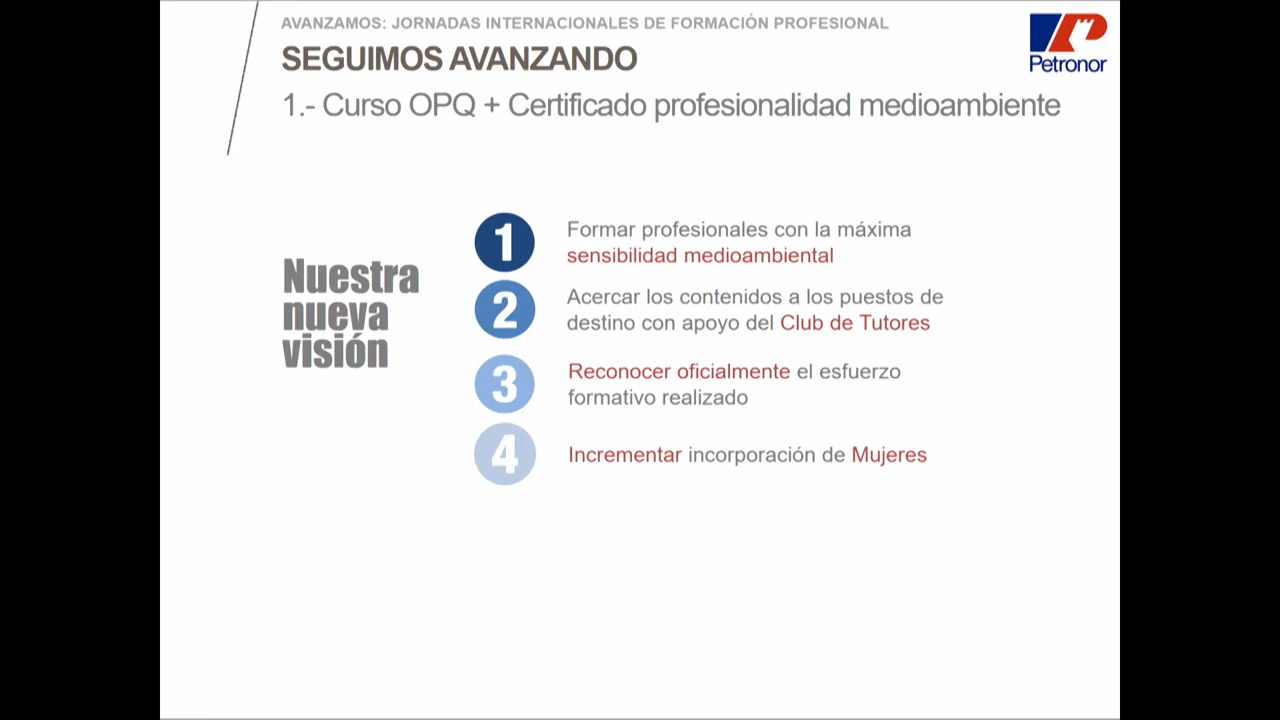 AVANZAMOS: JORNADAS INTERNACIONALES DE FORMACIÓN PROFESIONAL
SEGUIMOS AVANZANDO
1.- Curso OPQ + Certificado profesionalidad medioambiente
Petronor
Nuestra
nueva
visión
1
Formar profesionales con la máxima
sensibilidad medioambiental
2
Acercar los contenidos a los puestos de
destino con apoyo del Club de Tutores
3
Reconocer oficialmente el esfuerzo
formativo realizado
4
Incrementar incorporación de Mujeres